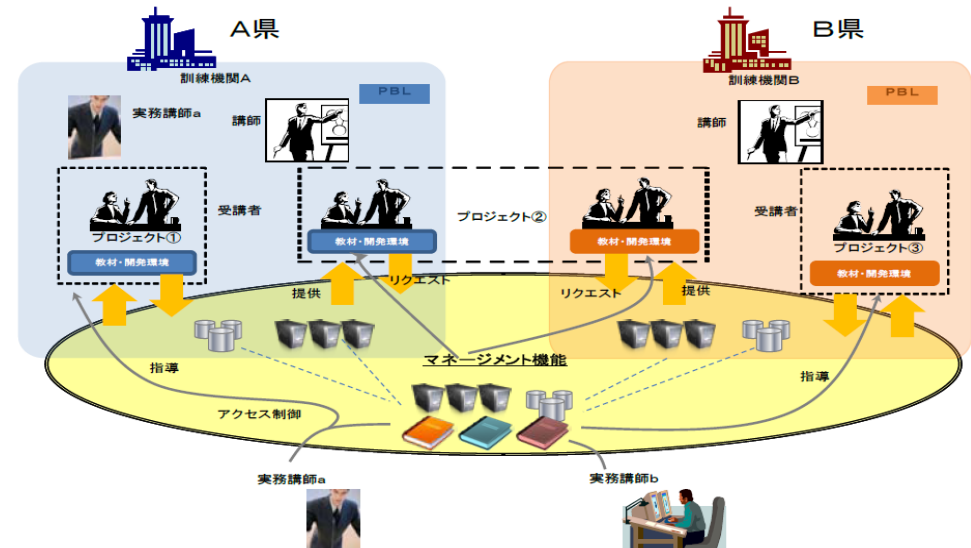 A県
B県
訓練機関A
訓練機関B
PBL
PBL
実務講師a
講師
講師
受講者
プロジェクト②
受講者
プロジェクト①
プロジェクト③
教材・開発環境
教材・開発環境
教材・開発環境
教材・開発環境
提供
リクエスト
リクエスト
提供
マネージメント機能
指導
指導
アクセス制御
実務講師a
実務講師b